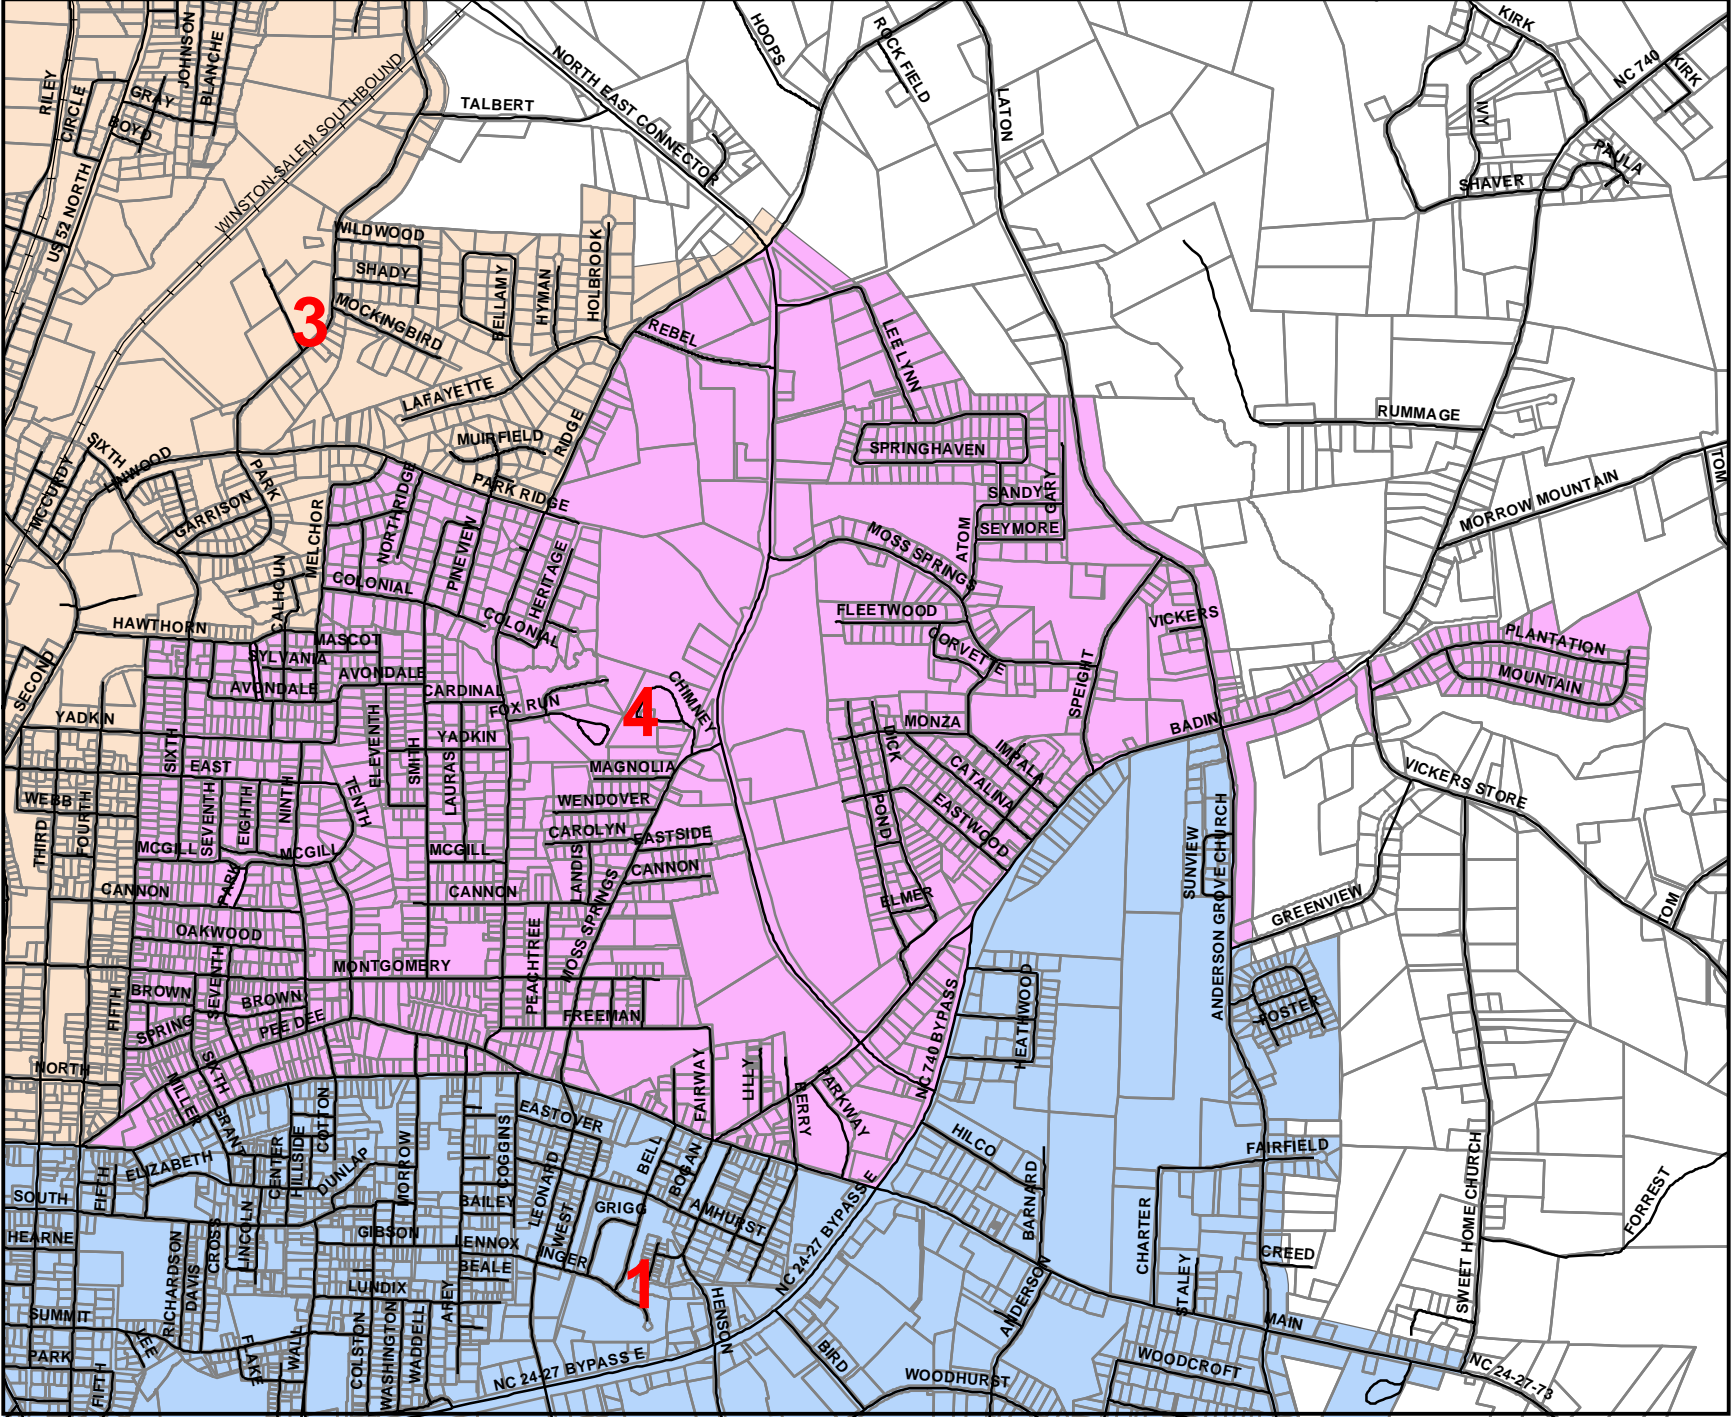 HOOPS
ROCK FIELD
KIRK
NC 740
KIRK
JOHNSON
BLANCHE
RILEY
CIRCLE
GRAY
BOYD
NORTH EAST CONNECTOR
TALBERT
LATON
IVY
PAULA
SHAVER
WINSTON-SALEM SOUTHBOUND
US 52 NORTH
WILDWOOD
SHADY
MOCKINGBIRD
BELLAMY
HYMAN
HOLBROOK
3
REBEL
LEE LYNN
LAFAYETTE
RUMMAGE
MUIRFIELD
RIDGE
SPRINGHAVEN
SIXTH
LINWOOD
MCCURDY
PARK
GARRISON
PARK RIDGE
SANDY
GARY
SEYMORE
MORROW MOUNTAIN
TOM
MELCHOR
NORTHRIDGE
PINEVIEW
HERITAGE
MOSS SPRINGS
ATOM
CALHOUN
COLONIAL
COLONIAL
FLEETWOOD
CORVETTE
VICKERS
HAWTHORN
MASCOT
SYLVANIA
AVONDALE
AVONDALE
PLANTATION
MOUNTAIN
SECOND
CARDINAL
FOX RUN
4
CHIMNEY
SPEIGHT
MONZA
BADIN
YADKIN
YADKIN
SIXTH
ELEVENTH
SMITH
LAURAS
DICK
IMPALA
CATALINA
EASTWOOD
EAST
MAGNOLIA
VICKERS STORE
WEBB
FOURTH
THIRD
SEVENTH
EIGHTH
NINTH
TENTH
WENDOVER
CAROLYN
EASTSIDE
POND
SUNVIEW
ANDERSON GROVE CHURCH
MCGILL
MCGILL
MCGILL
CANNON
CANNON
CANNON
PARK
LANDIS
ELMER
GREENVIEW
TOM
OAKWOOD
MOSS SPRINGS
PEACHTREE
MONTGOMERY
SEVENTH
BROWN
BROWN
FIFTH
SPRING
PEE DEE
FREEMAN
HEATHWOOD
FOSTER
NC 740 BYPASS
NORTH
MILLER
SIXTH
FAIRWAY
LILLY
BERRY
PARKWAY
GRANT
COTTON
EASTOVER
HILCO
FAIRFIELD
ELIZABETH
CENTER
HILLSIDE
DUNLAP
MORROW
COGGINS
LEONARD
BELL
BOGAN
BARNARD
SWEET HOME CHURCH
FORREST
SOUTH
FIFTH
BAILEY
WEST
GRIGG
AMHURST
NC 24-27 BYPASS E
CHARTER
HEARNE
RICHARDSON
DAVIS
CROSS
LINCOLN
GIBSON
LENNOX
INGER
BEALE
1
ANDERSON
STALEY
CREED
SUMMIT
LEE
LUNDIX
AREY
HENSON
MAIN
PARK
FIFTH
FLAKE
WALL
COLSTON
WASHINGTON
WADDELL
NC 24-27 BYPASS E
BIRD
WOODHURST
WOODCROFT
NC 24-27-73